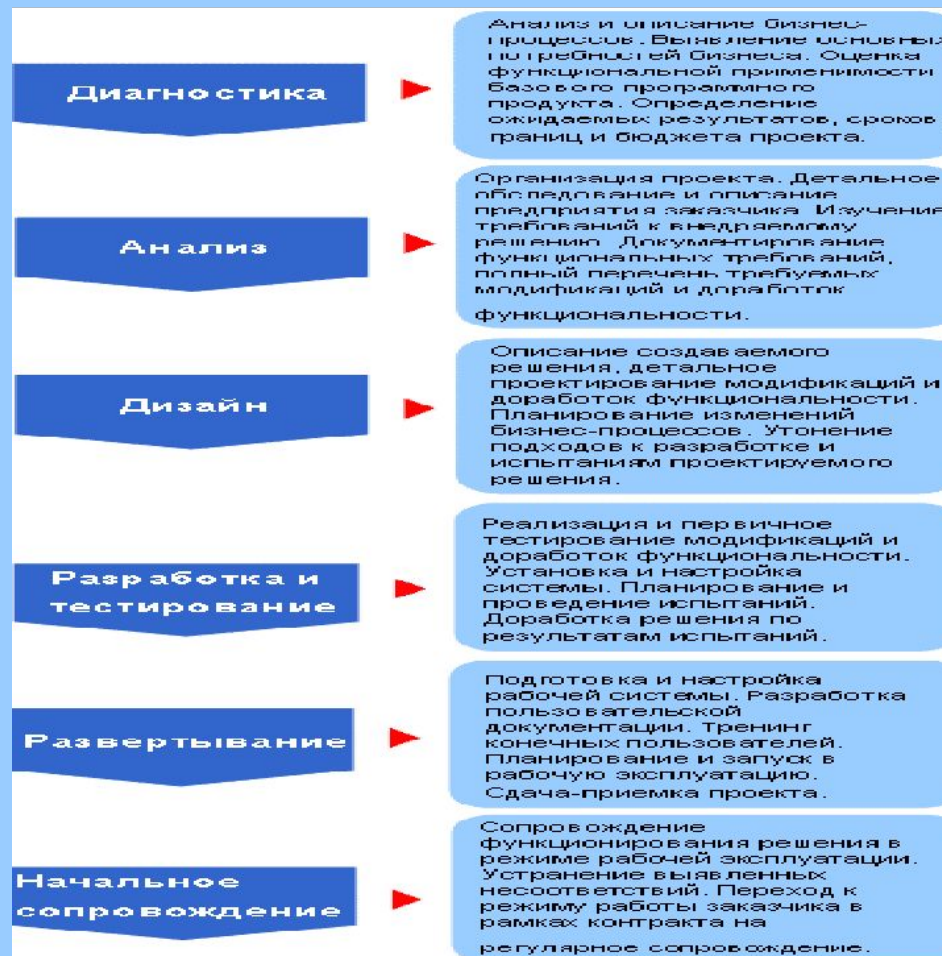 Диагностика
Анализ и описание бизнес-
процессов. Выявление основных
потребностей бизнеса. Оценка
функциональной применимости
базового программного
продукта. Определение
ожидаемых результатов, сроков
границ и бюджета проекта.
Анализ
Организация проекта. Детальное
обследование и описание
предприятия заказчика Изучение
требований к внедряемому
решению Документирование
функциональных требований,
полный перечень требуемых
модификаций и доработок
функциональности.
Дизайн
Описание создаваемого
решения, детальное
проектирование модификаций и
доработок функциональности.
Планирование изменений
бизнес-процессов. Утонение
подходов к разработке и
испытаниям проектируемого
решения.
Разработка и
тестирование
Реализация и первичное
тестирование модификаций и
доработок функциональности.
Установка и настройка
системы. Планирование и
проведение испытаний.
Доработка решения по
результатам испытаний.
Развертывание
Подготовка и настройка
рабочей системы. Разработка
пользовательской
документации. Тренинг
конечных пользователей.
Планирование и запуск в
рабочую эксплуатацию.
Сдача-приемка проекта.
Начальное
сопровождение
Сопровождение
функционирования решения в
режиме рабочей эксплуатации.
Устранение выявленных
несоответствий. Переход к
режиму работы заказчика в
рамках контракта на
регулярное сопровождение.